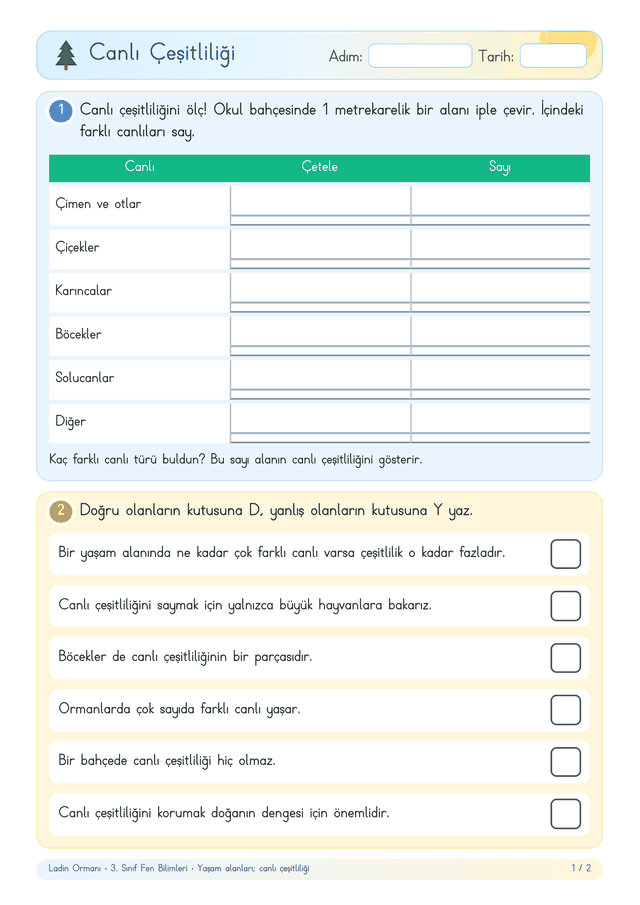 Canlı Çeşitliliği
Adım:
Tarih:
1 Canlı çeşitliliğini ölç! Okul bahçesinde 1 metrekarelik bir alanı iple çevir. İçindeki
farklı canlıları say.
Canlı Çetele Sayı
Çimen ve otlar
Çiçekler
Karıncalar
Böcekler
Solucanlar
Diğer
Kaç farklı canlı türü buldun? Bu sayı alanın canlı çeşitliliğini gösterir.
2 Doğru olanların kutusuna D, yanlış olanların kutusuna Y yaz.
Bir yaşam alanında ne kadar çok farklı canlı varsa çeşitlilik o kadar fazladır.
Canlı çeşitliliğini saymak için yalnızca büyük hayvanlara bakarız.
Böcekler de canlı çeşitliliğinin bir parçasıdır.
Ormanlarda çok sayıda farklı canlı yaşar.
Bir bahçede canlı çeşitliliği hiç olmaz.
Canlı çeşitliliğini korumak doğanın dengesi için önemlidir.
Ladin Ormanı • 3. Sınıf Fen Bilimleri • Yaşam alanları; canlı çeşitliliği
1 / 2